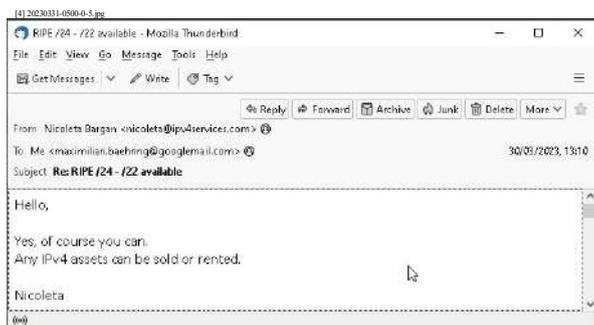 [4] 20230331-0500-0-5.jpg
RIPE /24 - /22 available - Mozilla Thunderbird
File Edit View Go Message Tools Help
Get Messages Write Tag
Reply Forward Archive Junk Delete More
From Nicoleta Bargan <nicoleta@ipv4services.com>
To Me <maximilian.baehring@googlemail.com> 30/03/2023, 13:10
Subject Re: RIPE /24 - /22 available
Hello,
Yes, of course you can.
Any IPv4 assets can be sold or rented.
Nicoleta